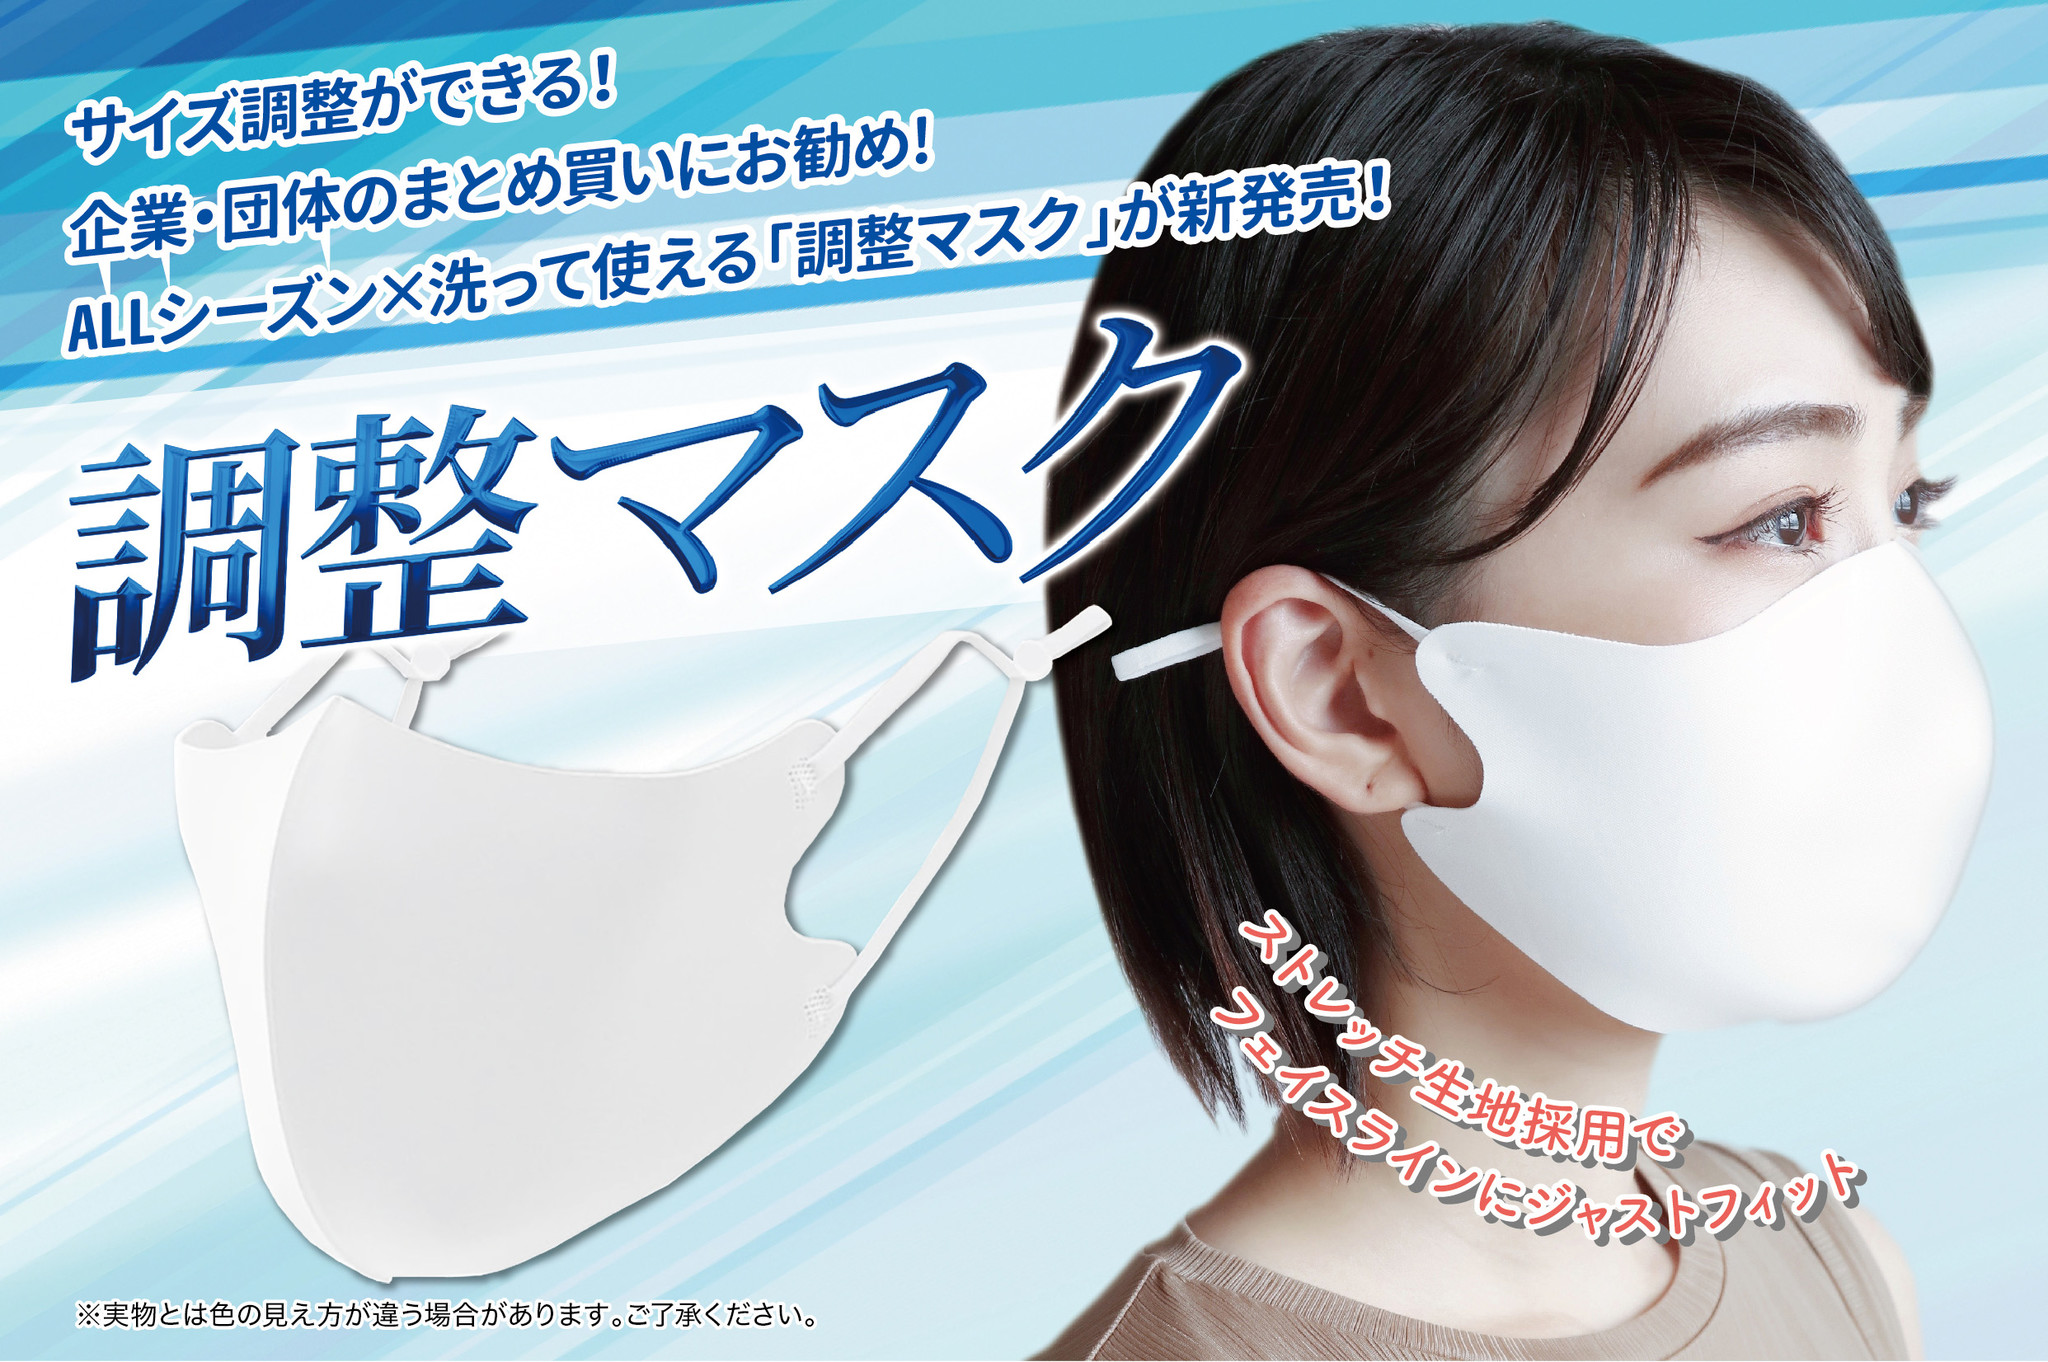 サイズ調整ができる！
企業・団体のまとめ買いにお勧め！
ALLシーズン×洗って使える「調整マスク」が新発売！
調整マスク
ストレッチ生地採用で
フェイスラインにジャストフィット
※実物とは色の見え方が違う場合があります。ご了承ください。